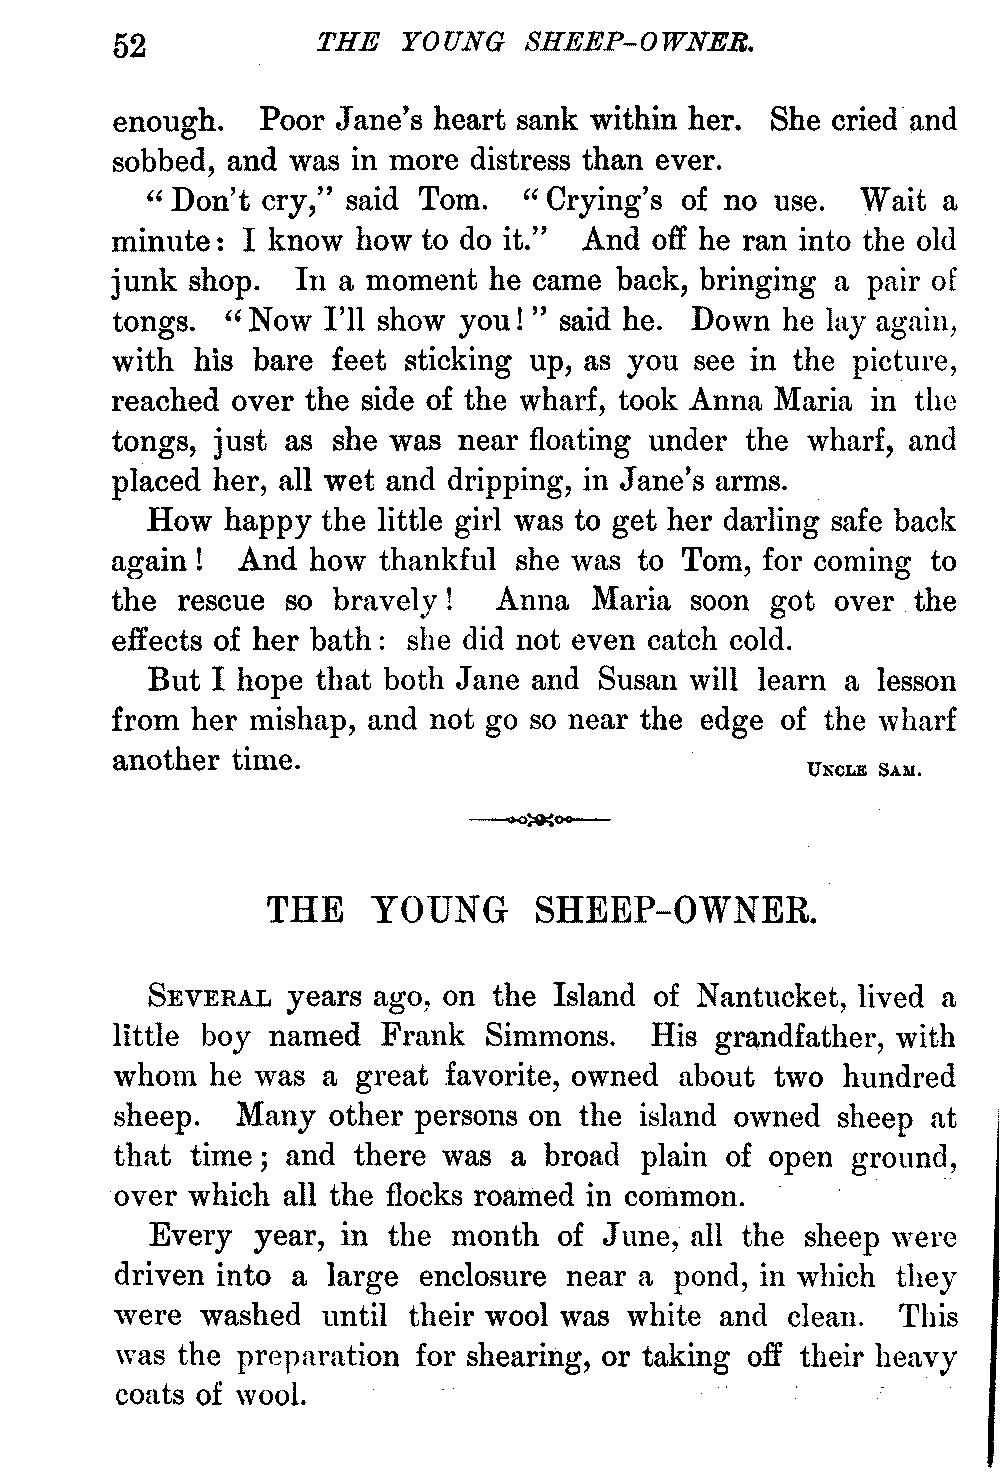 52 THE YOUNG SHEEP-OWNER.
enough. Poor Jane's heart sank within her. She cried and
sobbed, and was in more distress than ever.
"Don't cry," said Tom. "Crying's of no use. Wait a
minute: I know how to do it." And off he ran into the old
junk shop. In a moment he came back, bringing a pair of
tongs. "Now I'll show you!" said he. Down he lay again,
with his bare feet sticking up, as you see in the picture,
reached over the side of the wharf, took Anna Maria in the
tongs, just as she was near floating under the wharf, and
placed her, all wet and dripping, in Jane's arms.
How happy the little girl was to get her darling safe back
again! And how thankful she was to Tom, for coming to
the rescue so bravely! Anna Maria soon got over the
effects of her bath: she did not even catch cold.
But I hope that both Jane and Susan will learn a lesson
from her mishap, and not go so near the edge of the wharf
another time.
UNCLE SAM.
THE YOUNG SHEEP-OWNER.
SEVERAL years ago, on the Island of Nantucket, lived a
little boy named Frank Simmons. His grandfather, with
whom he was a great favorite, owned about two hundred
sheep. Many other persons on the island owned sheep at
that time; and there was a broad plain of open ground,
over which all the flocks roamed in common.
Every year, in the month of June, all the sheep were
driven into a large enclosure near a pond, in which they
were washed until their wool was white and clean. This
was the preparation for shearing, or taking off their heavy
coats of wool.